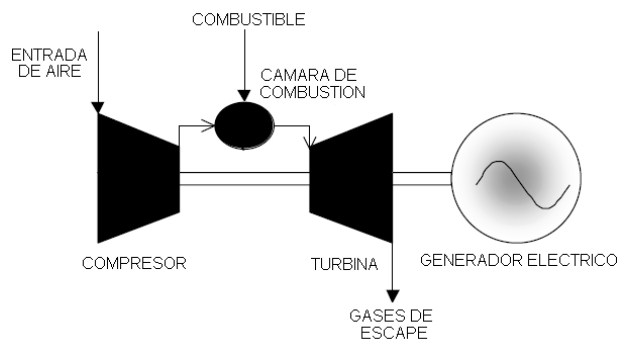 COMBUSTIBLE
ENTRADA
DE AIRE
CAMARA DE
COMBUSTION
COMPRESOR
TURBINA
GENERADOR ELECTRICO
GASES DE
ESCAPE